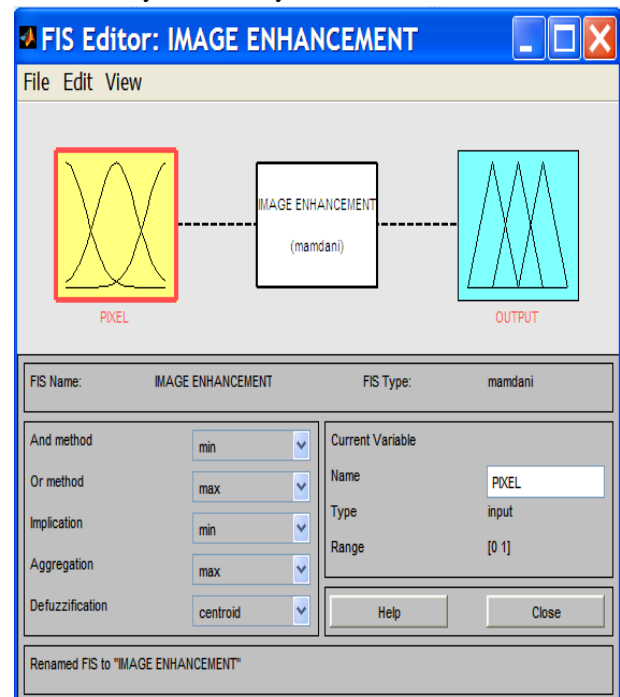 FIS Editor: IMAGE ENHANCEMENT
File Edit View
IMAGE ENHANCEMENT
(mamdani)
PIXEL
OUTPUT
FIS Name: IMAGE ENHANCEMENT FIS Type: mamdani
And method min
Or method max
Implication min
Aggregation max
Defuzzification centroid
Current Variable
Name PIXEL
Type input
Range [0 1]
Help Close
Renamed FIS to "IMAGE ENHANCEMENT"